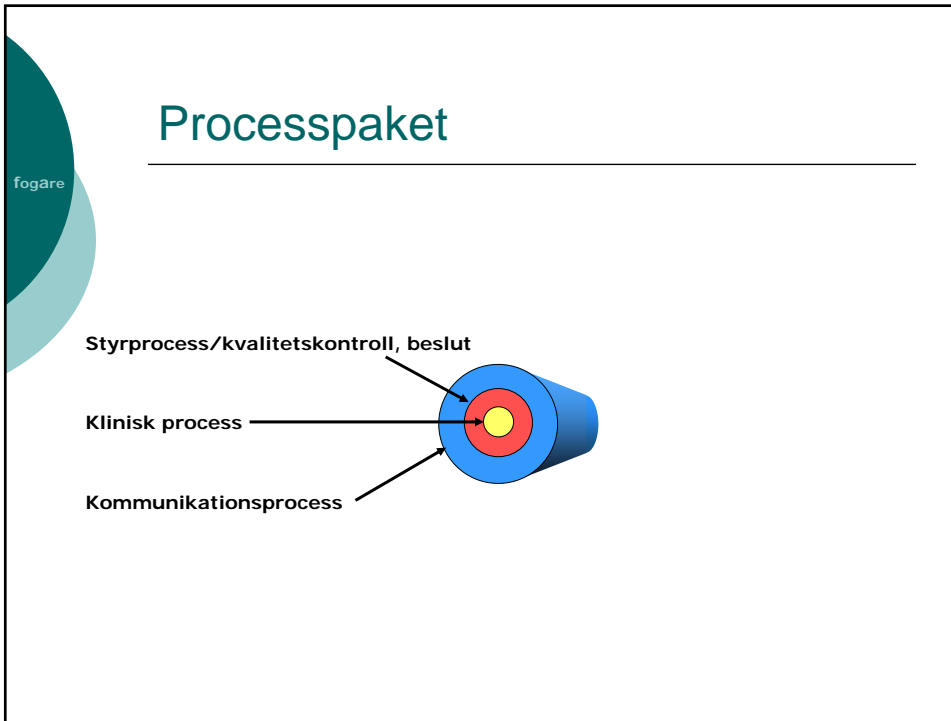 Processpaket
fogare
Styrprocess/kvalitetskontroll, beslut
Klinisk process
Kommunikationsprocess